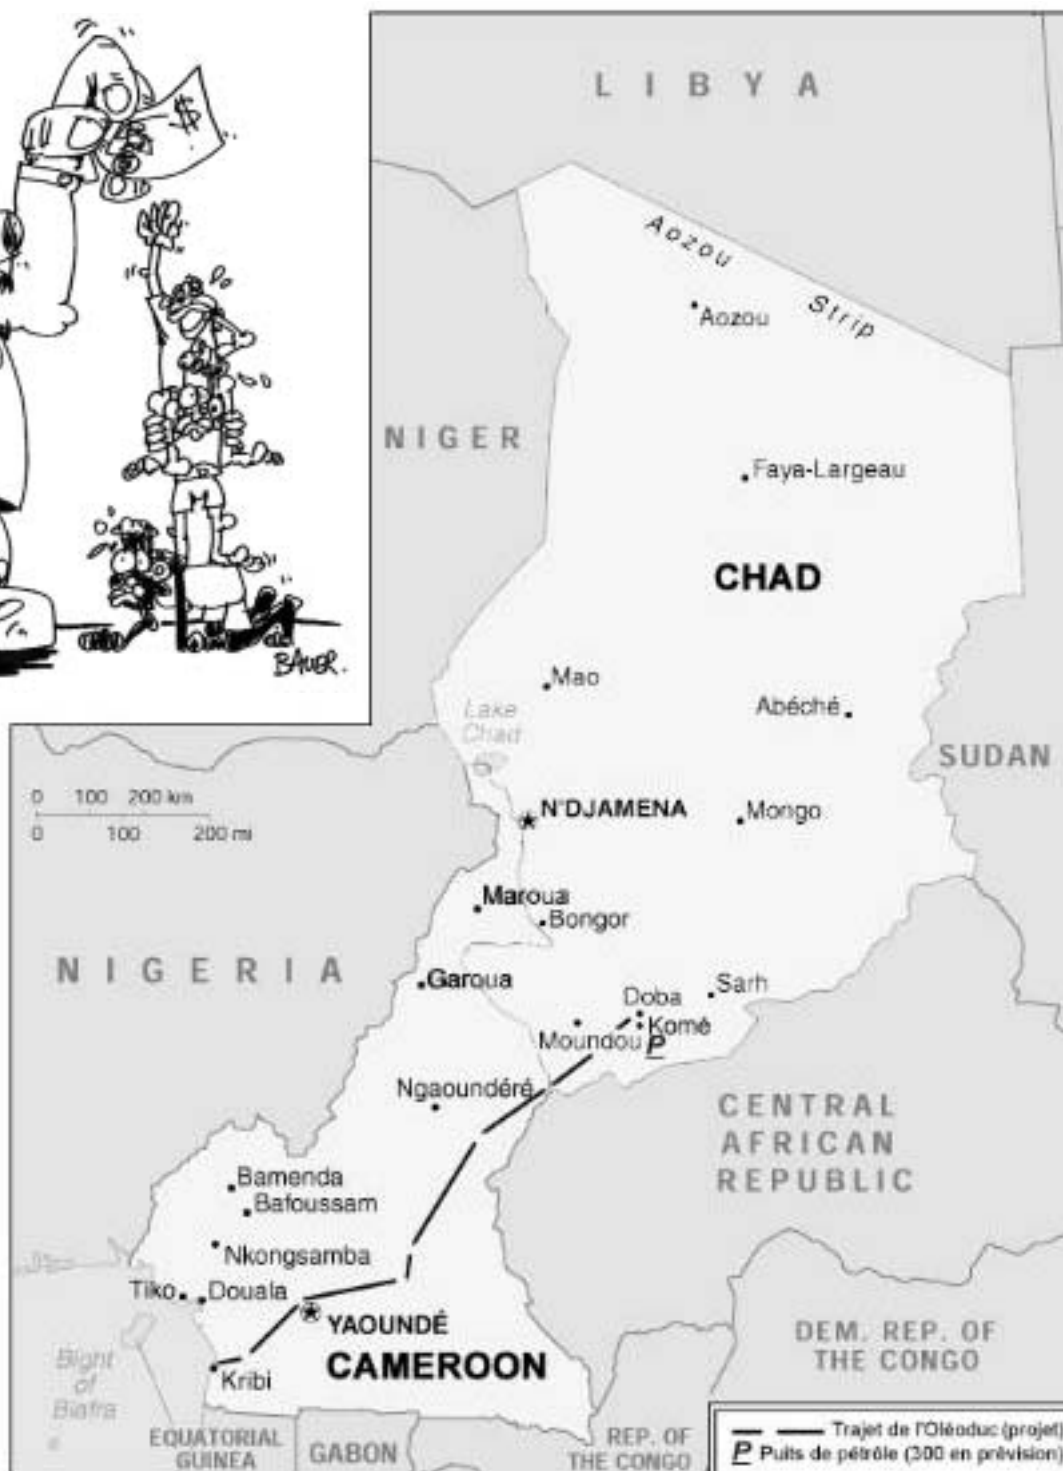 $
BAUER.
LIBYA
Aozou
Strip
Aozou
NIGER
Faya-Largeau
CHAD
Mao
Abéché
Lake
Chad
SUDAN
0 100 200 km
0 100 200 mi
N'DJAMENA
Mongo
Maroua
Bongor
NIGERIA
Garoua
Sarh
Doba
Komé
Moundou
P
Ngaoundéré
CENTRAL
AFRICAN
REPUBLIC
Bamenda
Bafoussam
Nkongsamba
Tiko
Douala
YAOUNDÉ
CAMEROON
Kribi
Bight
of
Biafra
DEM. REP. OF
THE CONGO
EQUATORIAL
GUINEA
GABON
REP. OF
THE CONGO
Trajet de l'Oléoduc (projet)
P Puits de pétrôle (300 en prévision)